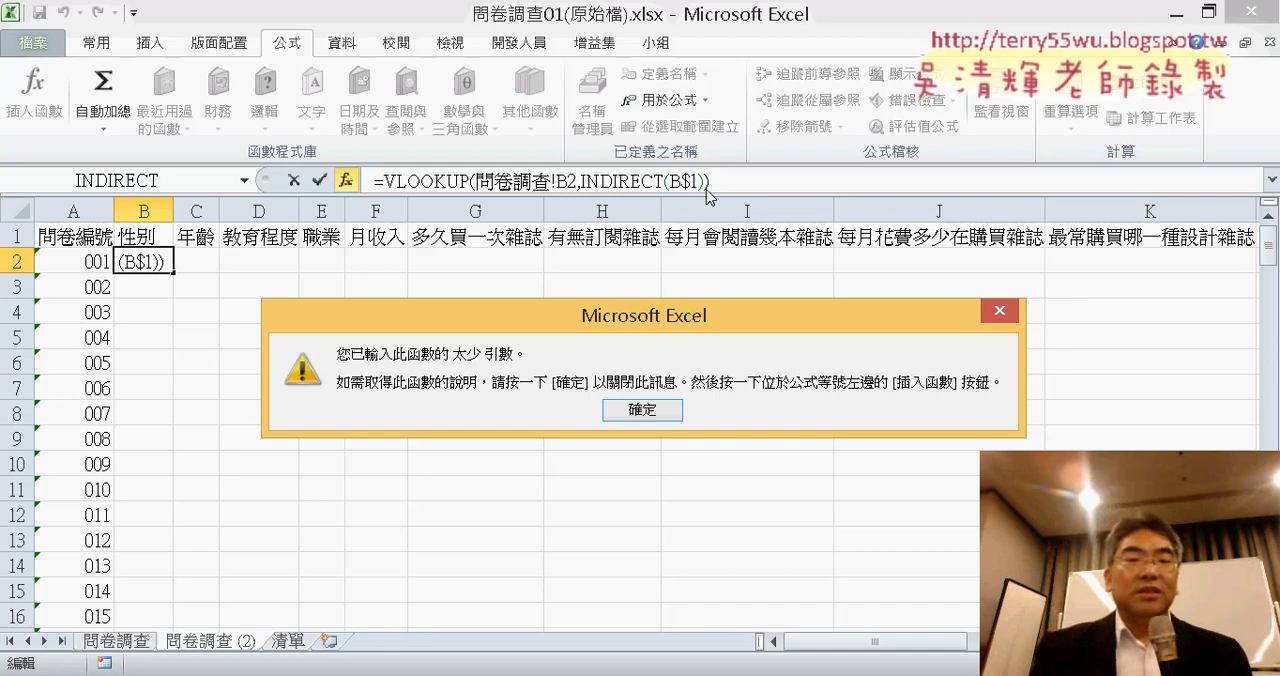 問卷調查01(原始檔).xlsx - Microsoft Excel
檔案 常用 插入 版面配置 公式 資料 校閱 檢視 開發人員 增益集 小組
http://terry55wu.blogspot.tw
吳清輝老師錄製
插入函數 自動加總 最近用過的函數 財務 邏輯 文字 日期及時間 查閱與參照 數學與三角函數 其他函數
函數程式庫
名稱管理員 定義名稱 用於公式 從選取範圍建立
已定義之名稱
追蹤前導參照 追蹤從屬參照 移除箭號 錯誤檢查 評估值公式 監看視窗
公式稽核
重算選項 計算工作表
計算
INDIRECT =VLOOKUP(問卷調查!B2,INDIRECT(B$1))
A B C D E F G H I J K
1 問卷編號 性別 年齡 教育程度 職業 月收入 多久買一次雜誌 有無訂閱雜誌 每月會閱讀幾本雜誌 每月花費多少在購買雜誌 最常購買哪一種設計雜誌
2 001 (B$1))
3 002
4 003
5 004
6 005
7 006
8 007
9 008
10 009
11 010
12 011
13 012
14 013
15 014
16 015
Microsoft Excel
您已輸入此函數的 太少 引數。
如需取得此函數的說明，請按一下 [確定] 以關閉此訊息。然後按一下位於公式等號左邊的 [插入函數] 按鈕。
確定
問卷調查 問卷調查 (2) 清單
編輯